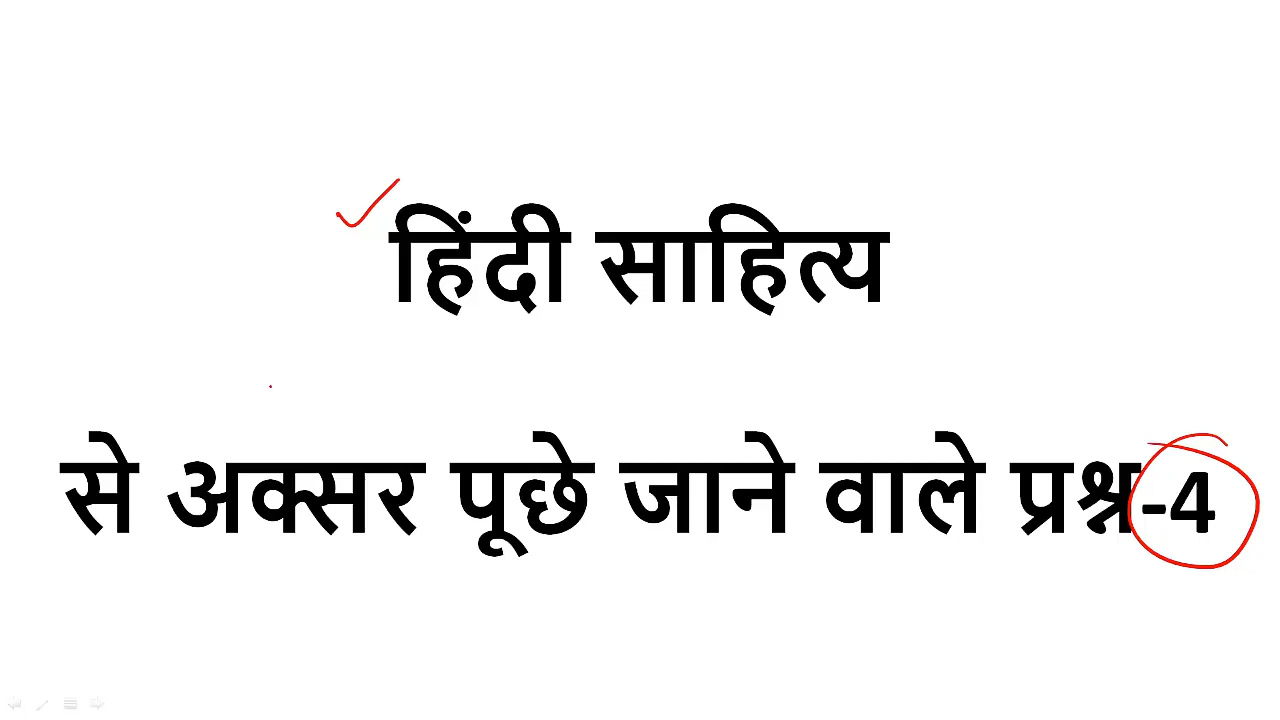 हिंदी साहित्य
से अक्सर पूछे जाने वाले प्रश्न-4